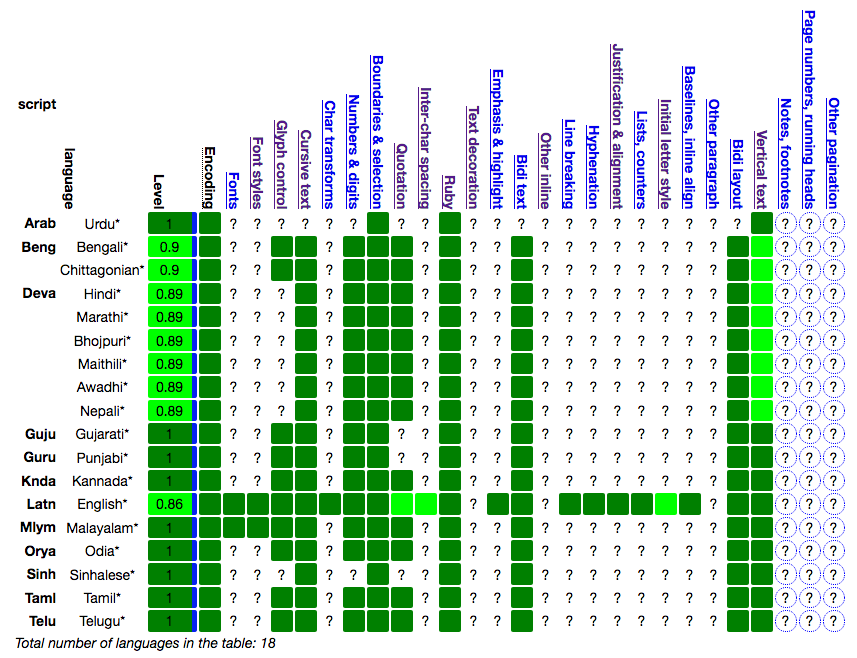 script
language
Level
Encoding
Fonts
Font styles
Glyph control
Cursive text
Char transforms
Numbers & digits
Boundaries & selection
Quotation
Inter-char spacing
Ruby
Text decoration
Emphasis & highlight
Bidi text
Other inline
Line breaking
Hyphenation
Justification & alignment
Lists, counters
Initial letter style
Baselines, inline align
Other paragraph
Bidi layout
Vertical text
Notes, footnotes
Page numbers, running heads
Other pagination
Arab Urdu* 1 ? ? ? ? ? ? ? ? ? ? ? ? ? ? ? ? ? ? ? ? ? ? ?
Beng Bengali* 0.9 ? ? ? ? ? ? ? ? ? ? ? ? ? ? ? ? ?
Chittagonian* 0.9 ? ? ? ? ? ? ? ? ? ? ? ? ? ? ? ? ?
Deva Hindi* 0.89 ? ? ? ? ? ? ? ? ? ? ? ? ? ? ? ? ? ?
Marathi* 0.89 ? ? ? ? ? ? ? ? ? ? ? ? ? ? ? ? ? ?
Bhojpuri* 0.89 ? ? ? ? ? ? ? ? ? ? ? ? ? ? ? ? ? ?
Maithili* 0.89 ? ? ? ? ? ? ? ? ? ? ? ? ? ? ? ? ? ?
Awadhi* 0.89 ? ? ? ? ? ? ? ? ? ? ? ? ? ? ? ? ? ?
Nepali* 0.89 ? ? ? ? ? ? ? ? ? ? ? ? ? ? ? ? ? ?
Guju Gujarati* 1 ? ? ? ? ? ? ? ? ? ? ? ? ? ? ? ? ? ?
Guru Punjabi* 1 ? ? ? ? ? ? ? ? ? ? ? ? ? ? ? ? ? ?
Knda Kannada* 1 ? ? ? ? ? ? ? ? ? ? ? ? ? ? ? ? ?
Latn English* 0.86 ? ? ? ? ? ?
Mlym Malayalam* 1 ? ? ? ? ? ? ? ? ? ? ? ? ? ? ?
Orya Odia* 1 ? ? ? ? ? ? ? ? ? ? ? ? ? ? ? ? ?
Sinh Sinhalese* 1 ? ? ? ? ? ? ? ? ? ? ? ? ? ? ? ? ? ? ? ?
Taml Tamil* 1 ? ? ? ? ? ? ? ? ? ? ? ? ? ? ? ? ?
Telu Telugu* 1 ? ? ? ? ? ? ? ? ? ? ? ? ? ? ? ? ?
Total number of languages in the table: 18